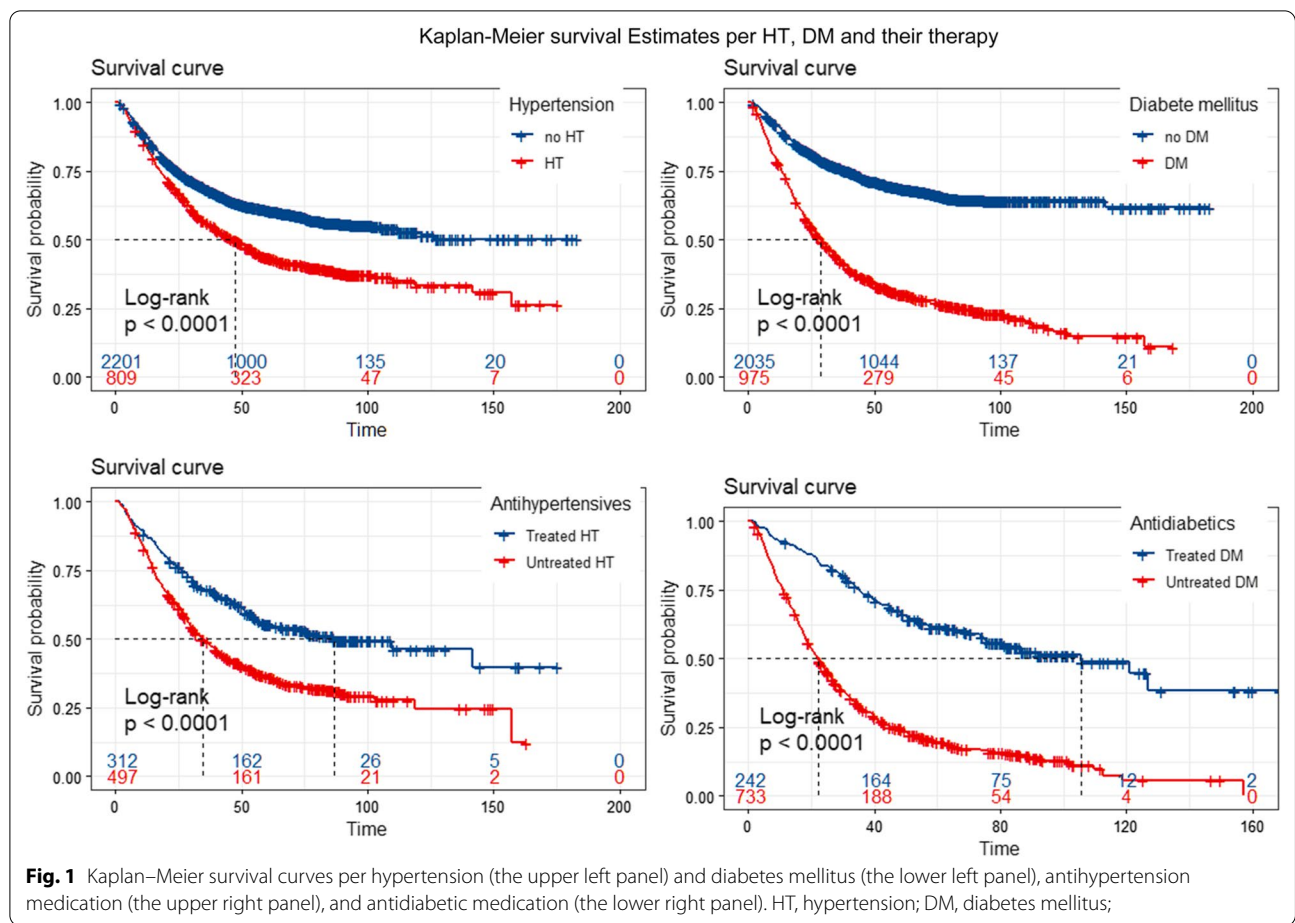 Kaplan-Meier survival Estimates per HT, DM and their therapy
Survival curve
Hypertension
no HT
HT
Survival probability
1.00
0.75
0.50
0.25
0.00
Log-rank
p < 0.0001
2201 1000 135 20 0
809 323 47 7 0
0 50 100 150 200
Time
Survival curve
Diabete mellitus
no DM
DM
Survival probability
1.00
0.75
0.50
0.25
0.00
Log-rank
p < 0.0001
2035 1044 137 21 0
975 279 45 6 0
0 50 100 150 200
Time
Survival curve
Antihypertensives
Treated HT
Untreated HT
Survival probability
1.00
0.75
0.50
0.25
0.00
Log-rank
p < 0.0001
312 162 26 5 0
497 161 21 2 0
0 50 100 150 200
Time
Survival curve
Antidiabetics
Treated DM
Untreated DM
Survival probability
1.00
0.75
0.50
0.25
0.00
Log-rank
p < 0.0001
242 164 75 12 2
733 188 54 4 0
0 40 80 120 160
Time
Fig. 1 Kaplan–Meier survival curves per hypertension (the upper left panel) and diabetes mellitus (the lower left panel), antihypertension
medication (the upper right panel), and antidiabetic medication (the lower right panel). HT, hypertension; DM, diabetes mellitus;